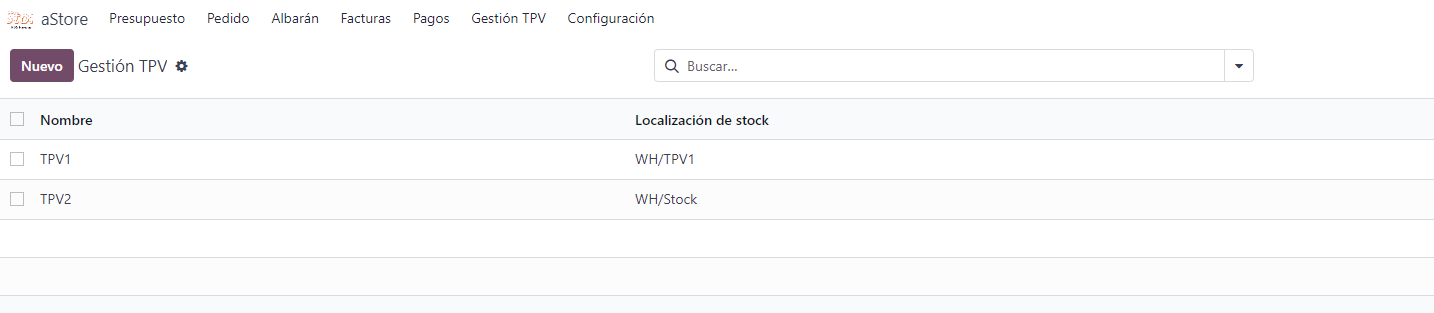 aStore Presupuesto Pedido Albarán Facturas Pagos Gestión TPV Configuración
Nuevo Gestión TPV Buscar...
Nombre Localización de stock
TPV1 WH/TPV1
TPV2 WH/Stock